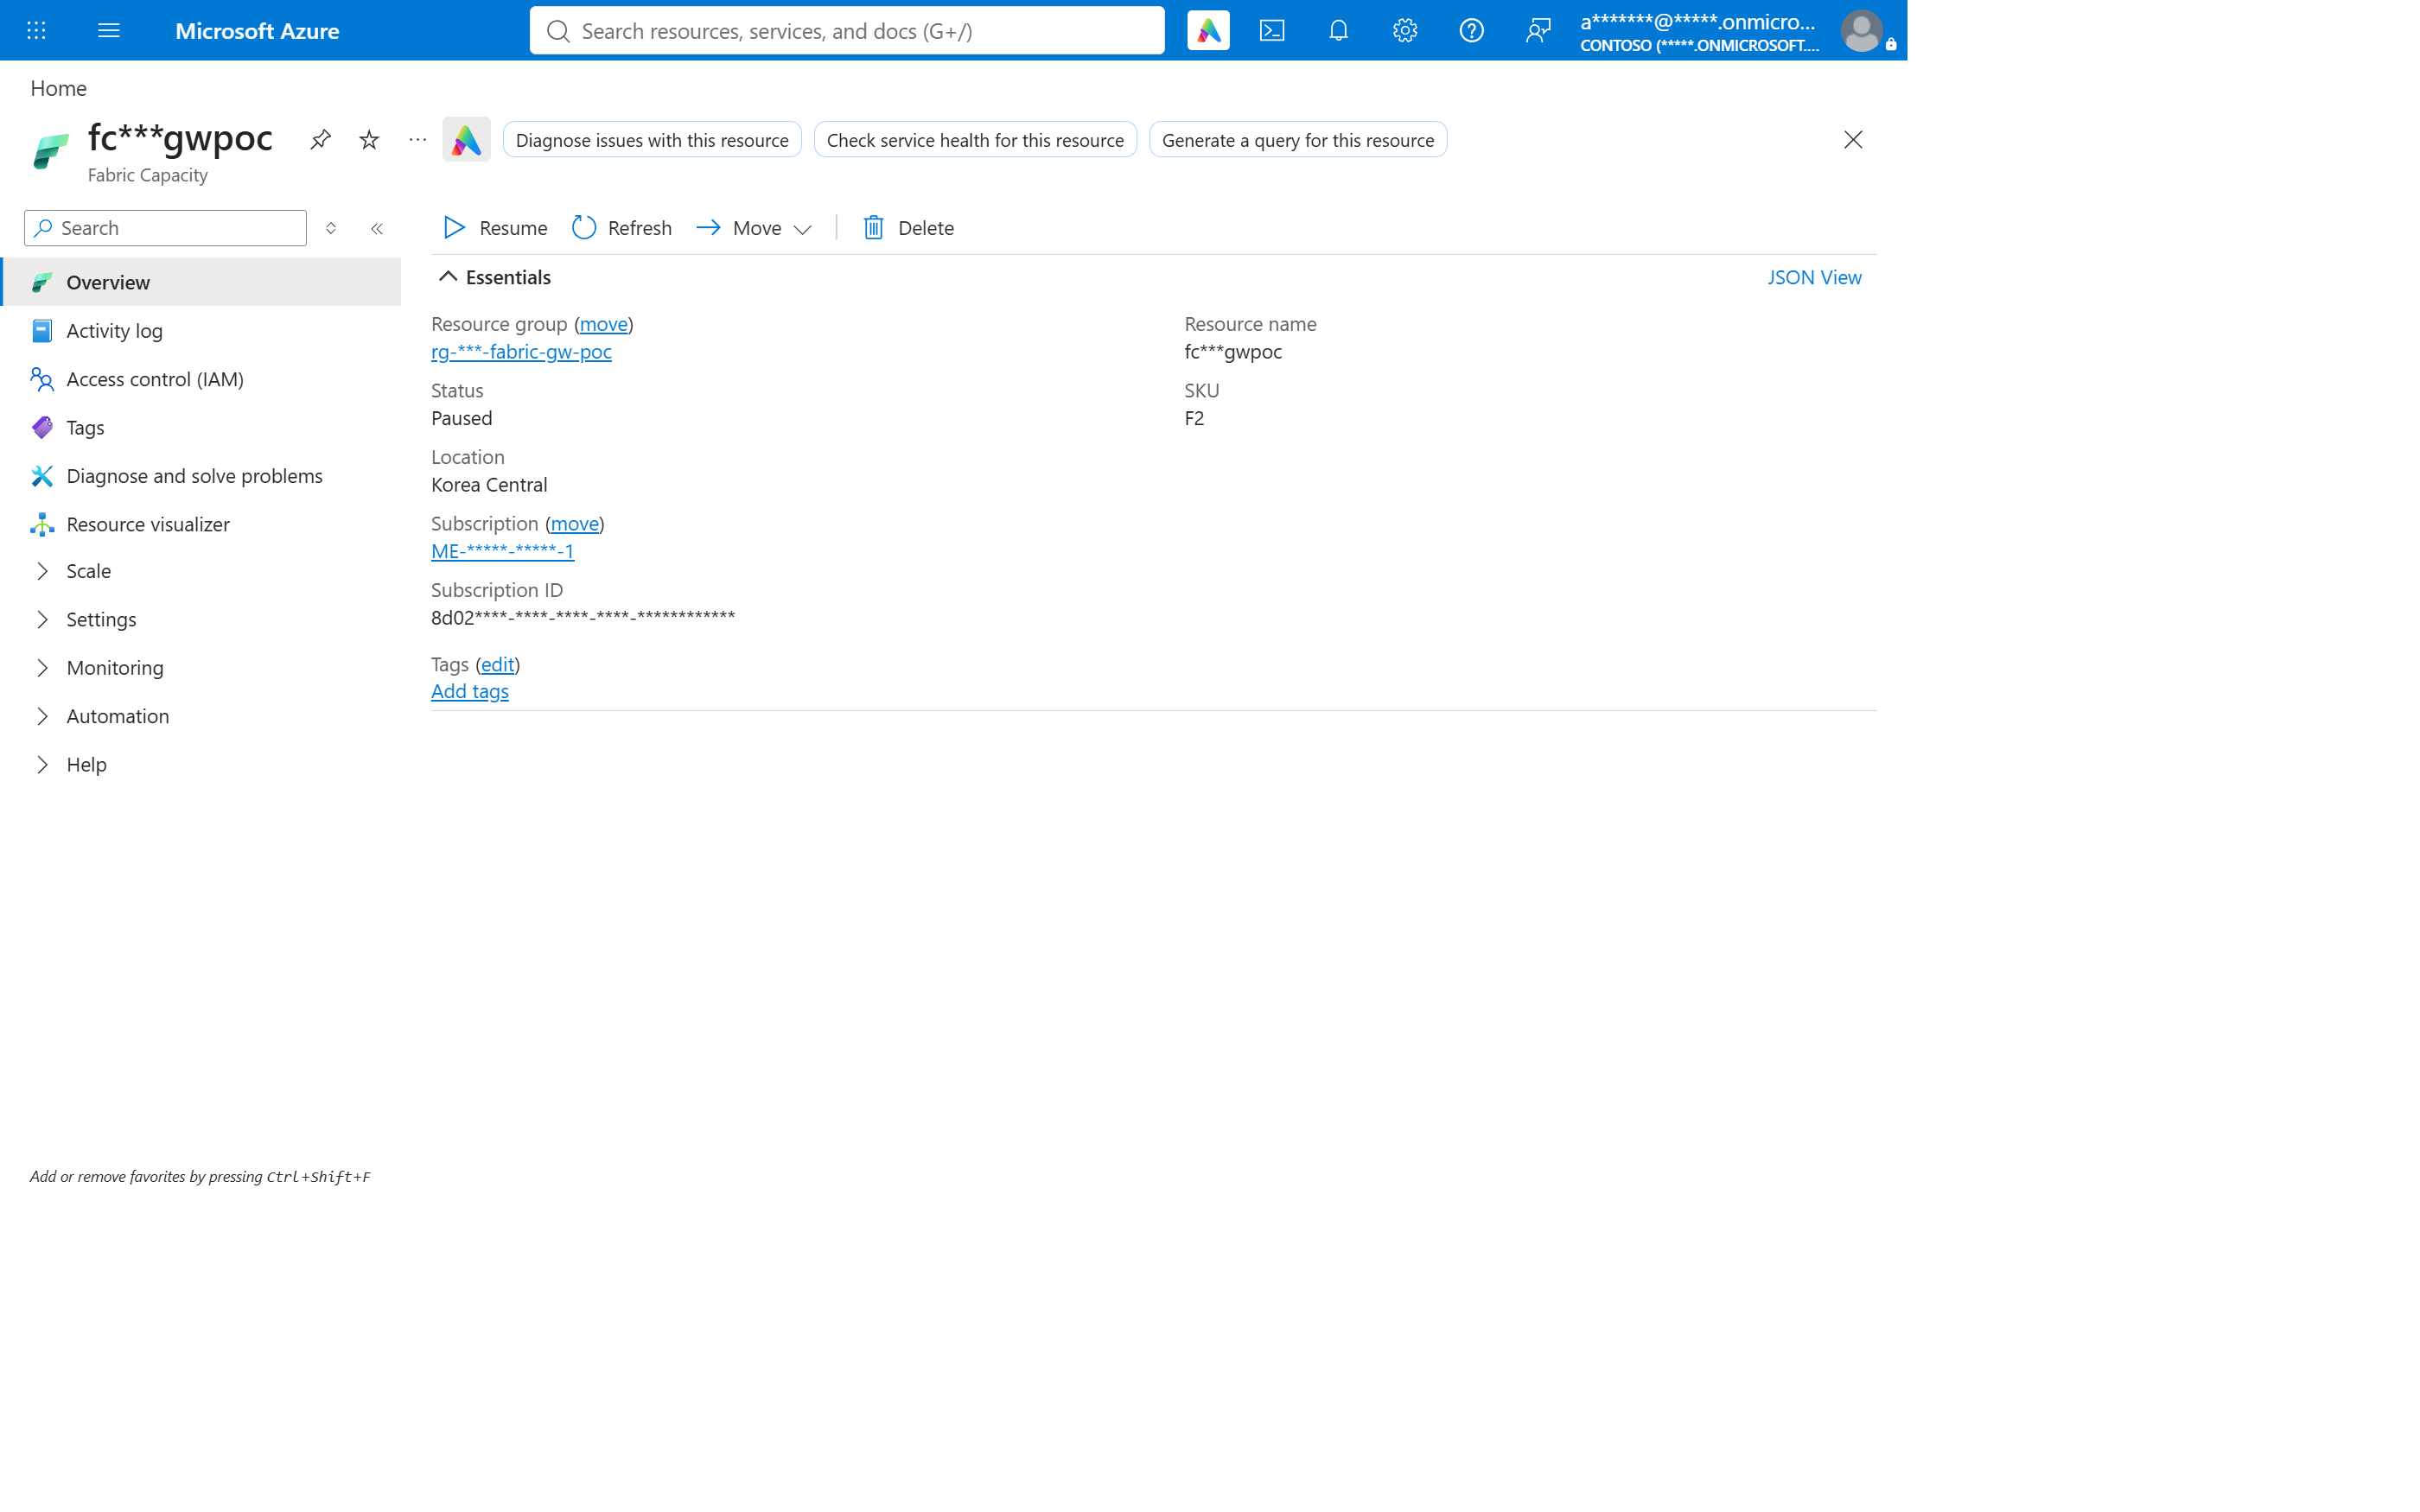 Microsoft Azure
Search resources, services, and docs (G+/)
a*******@*****.onmicro...
CONTOSO (*****.ONMICROSOFT....
Home
fc***gwpoc
Fabric Capacity
Diagnose issues with this resource
Check service health for this resource
Generate a query for this resource
Search
Resume
Refresh
Move
Delete
Overview
Activity log
Access control (IAM)
Tags
Diagnose and solve problems
Resource visualizer
Scale
Settings
Monitoring
Automation
Help
Essentials
JSON View
Resource group (move)
rg-***-fabric-gw-poc
Status
Paused
Location
Korea Central
Subscription (move)
ME-*****-*****-1
Subscription ID
8d02****-****-****-****-************
Tags (edit)
Add tags
Resource name
fc***gwpoc
SKU
F2
Add or remove favorites by pressing Ctrl+Shift+F